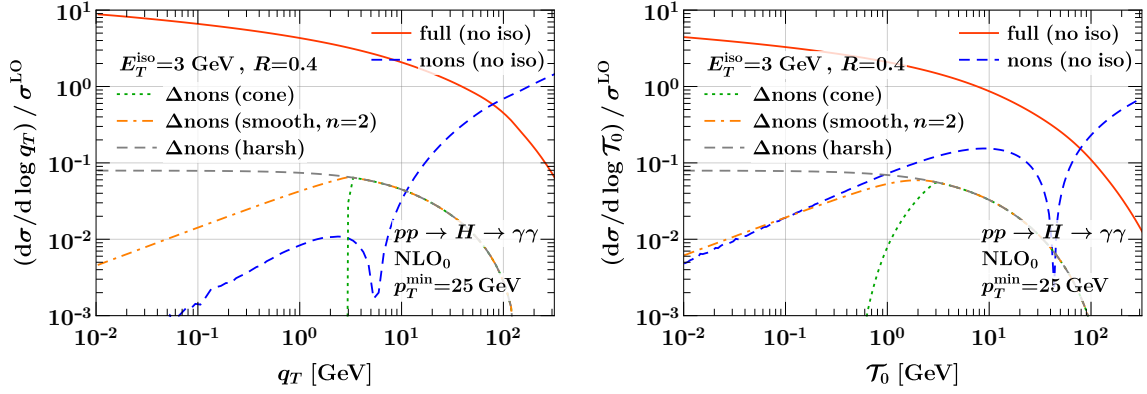 (dσ/d log q_T) / σ^LO
10^1
10^0
10^−1
10^−2
10^−3
E_T^iso=3 GeV , R=0.4
full (no iso)
nons (no iso)
Δnons (cone)
Δnons (smooth, n=2)
Δnons (harsh)
pp → H → γγ
NLO_0
p_T^min=25 GeV
10^−2 10^−1 10^0 10^1 10^2
q_T [GeV]
(dσ/d log 𝒯_0) / σ^LO
10^1
10^0
10^−1
10^−2
10^−3
E_T^iso=3 GeV , R=0.4
full (no iso)
nons (no iso)
Δnons (cone)
Δnons (smooth, n=2)
Δnons (harsh)
pp → H → γγ
NLO_0
p_T^min=25 GeV
10^−2 10^−1 10^0 10^1 10^2
𝒯_0 [GeV]